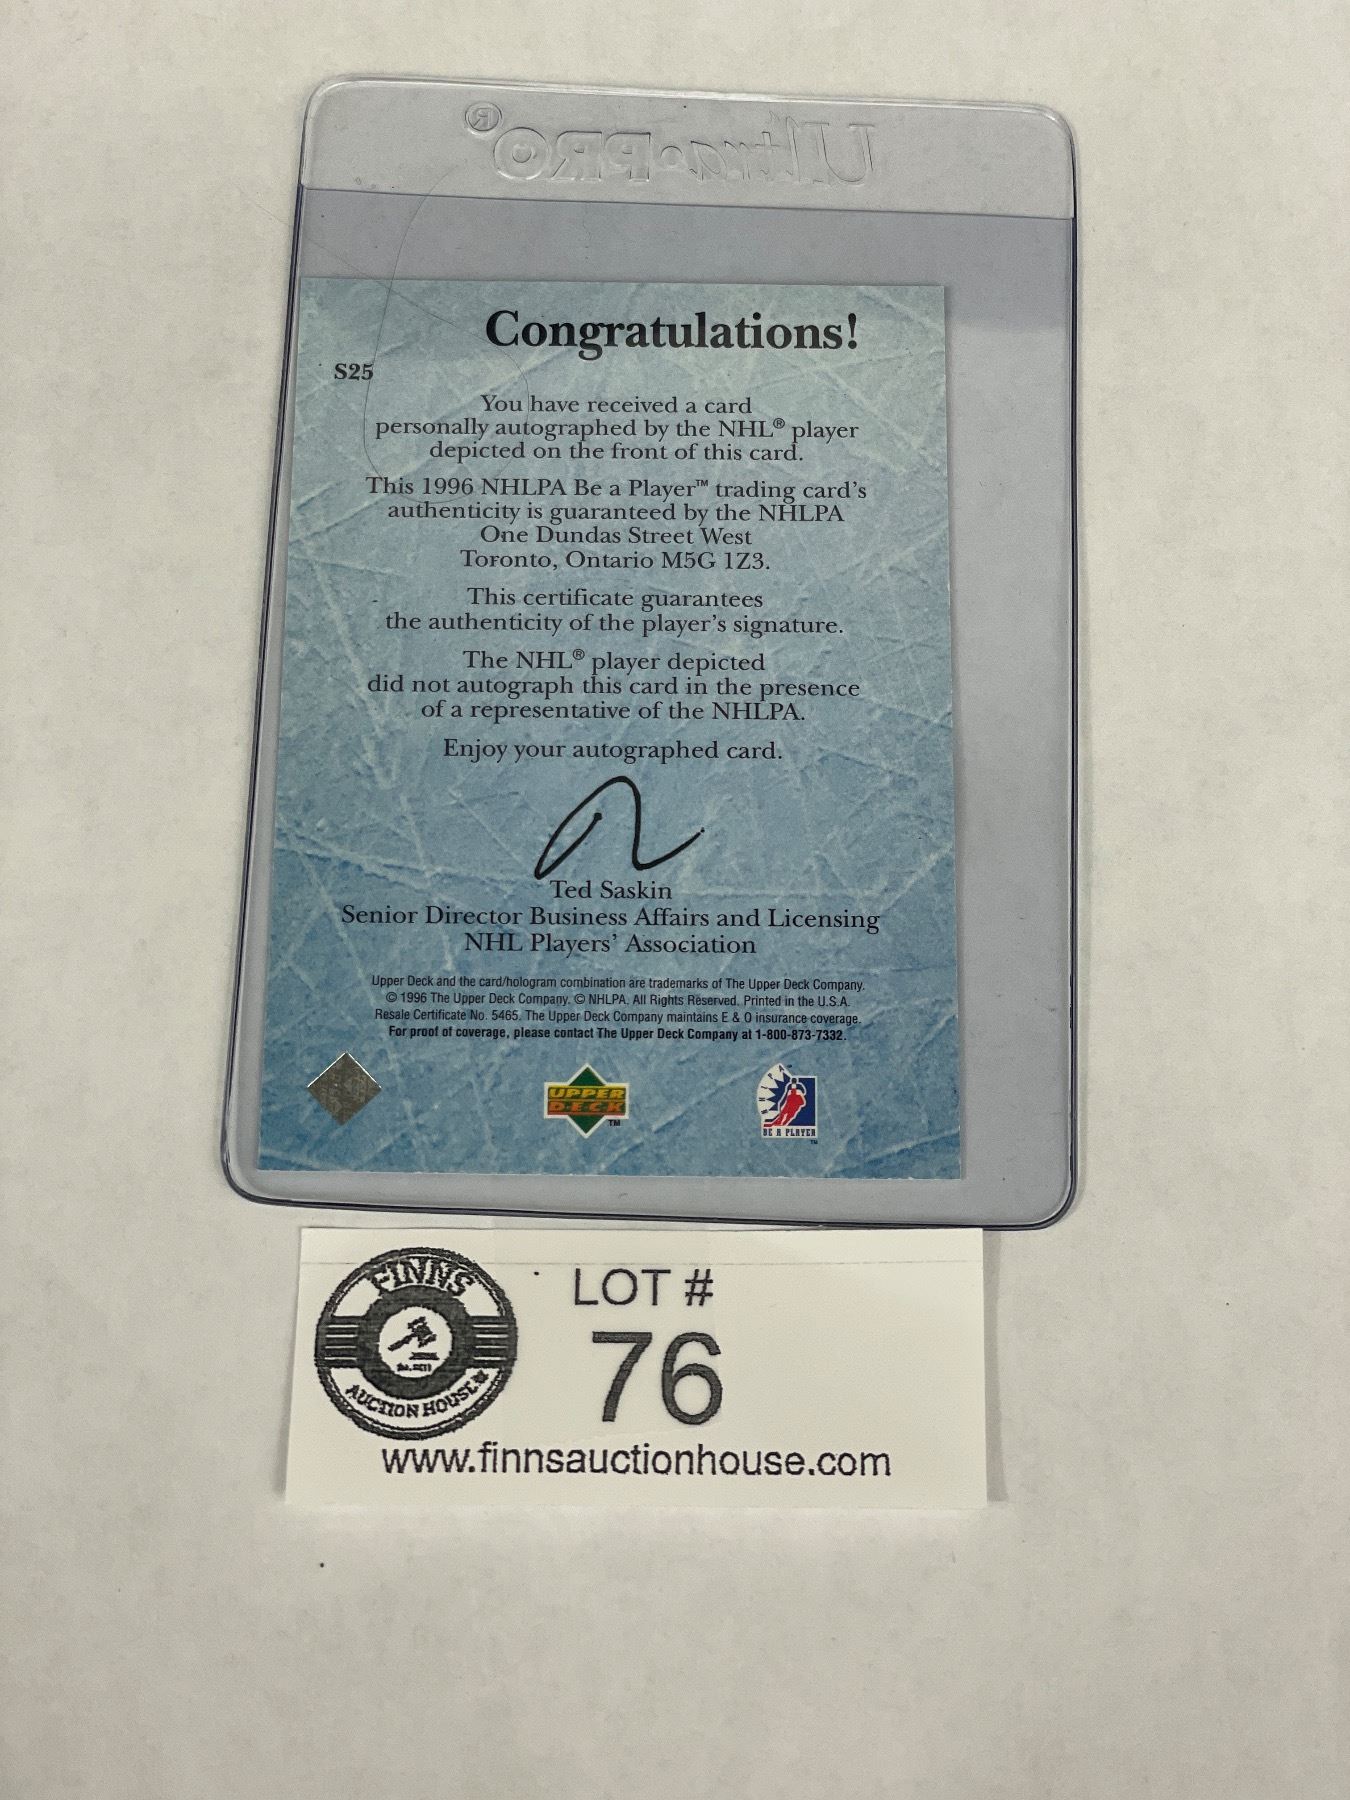 Ultra•PRO®
Congratulations!
S25
You have received a card
personally autographed by the NHL® player
depicted on the front of this card.
This 1996 NHLPA Be a Player™ trading card's
authenticity is guaranteed by the NHLPA
One Dundas Street West
Toronto, Ontario M5G 1Z3.
This certificate guarantees
the authenticity of the player's signature.
The NHL® player depicted
did not autograph this card in the presence
of a representative of the NHLPA.
Enjoy your autographed card.
Ted Saskin
Senior Director Business Affairs and Licensing
NHL Players' Association
Upper Deck and the card/hologram combination are trademarks of The Upper Deck Company.
© 1996 The Upper Deck Company. © NHLPA. All Rights Reserved. Printed in the U.S.A.
Resale Certificate No. 5465. The Upper Deck Company maintains E & O insurance coverage.
For proof of coverage, please contact The Upper Deck Company at 1-800-873-7332.
UPPER
DECK
™
NHLPA
BE A PLAYER
™
FINNS
AUCTION HOUSE
LOT #
76
www.finnsauctionhouse.com